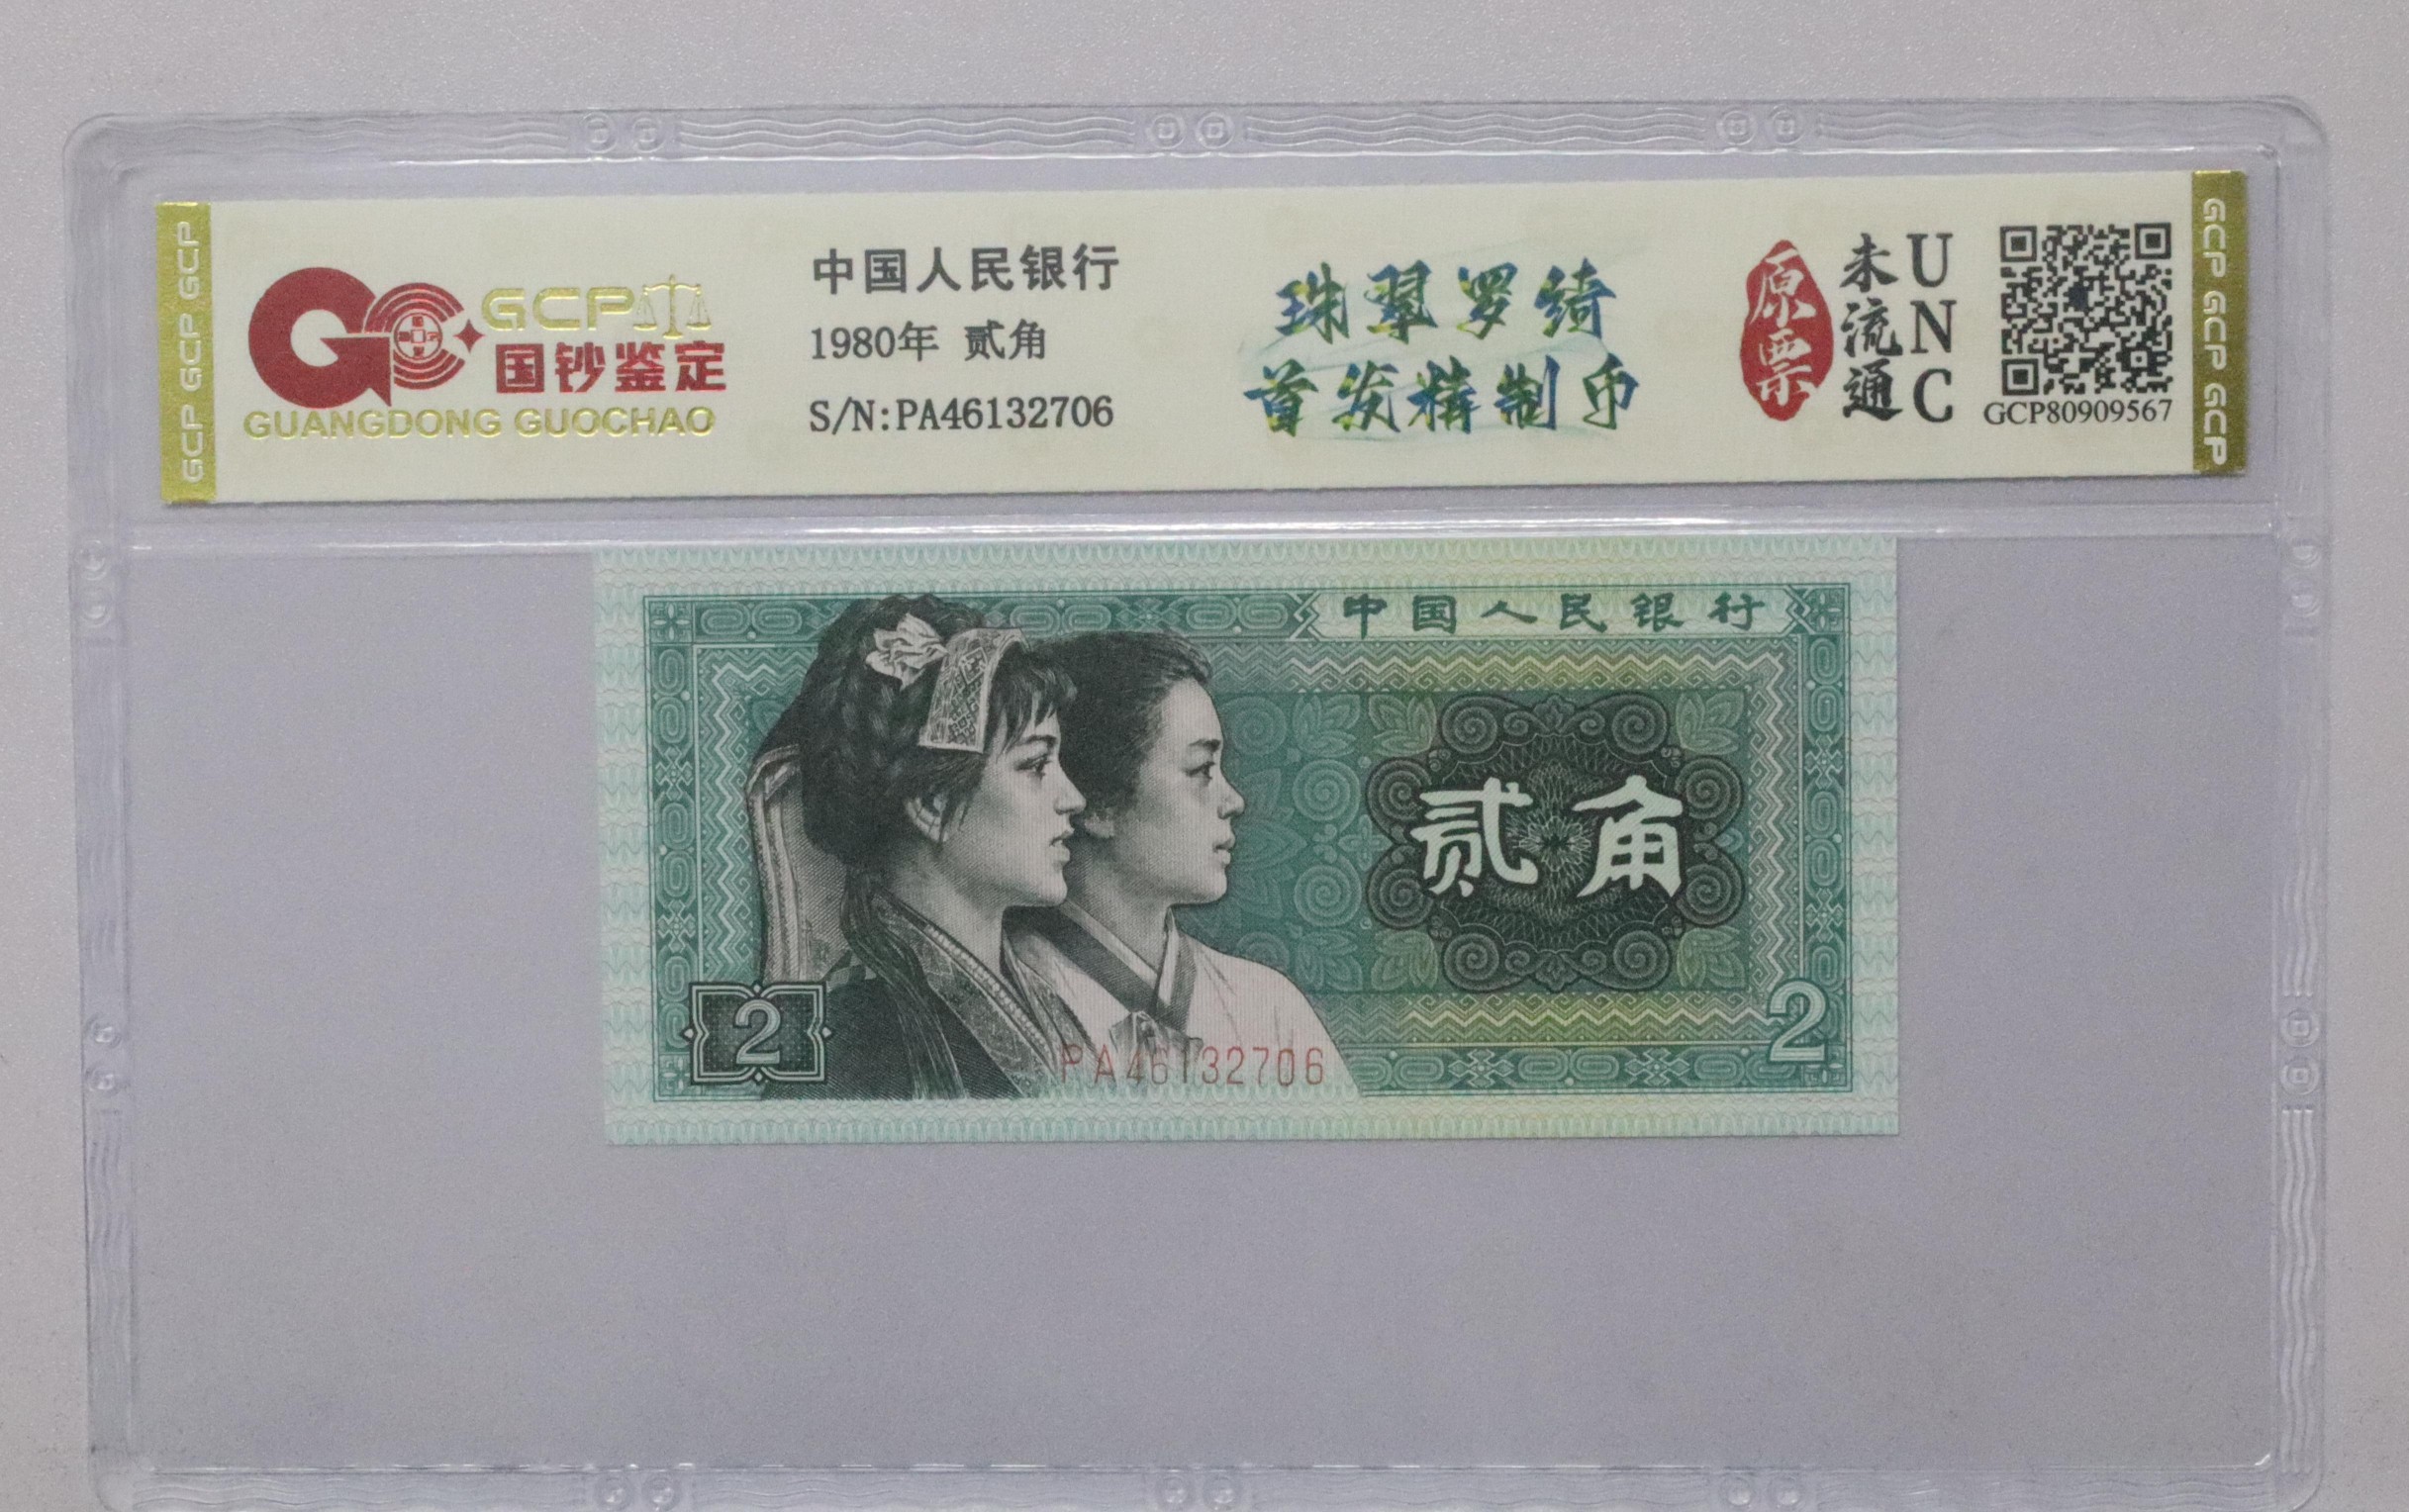 GCP GCP GCP
GCP
国钞鉴定
GUANGDONG GUOCHAO
中国人民银行
1980年 贰角
S/N:PA46132706
珠翠罗绮
首发精制币
原票
未流通
UNC
GCP80909567
GCP GCP GCP
中国人民银行
贰角
2
2
PA46132706